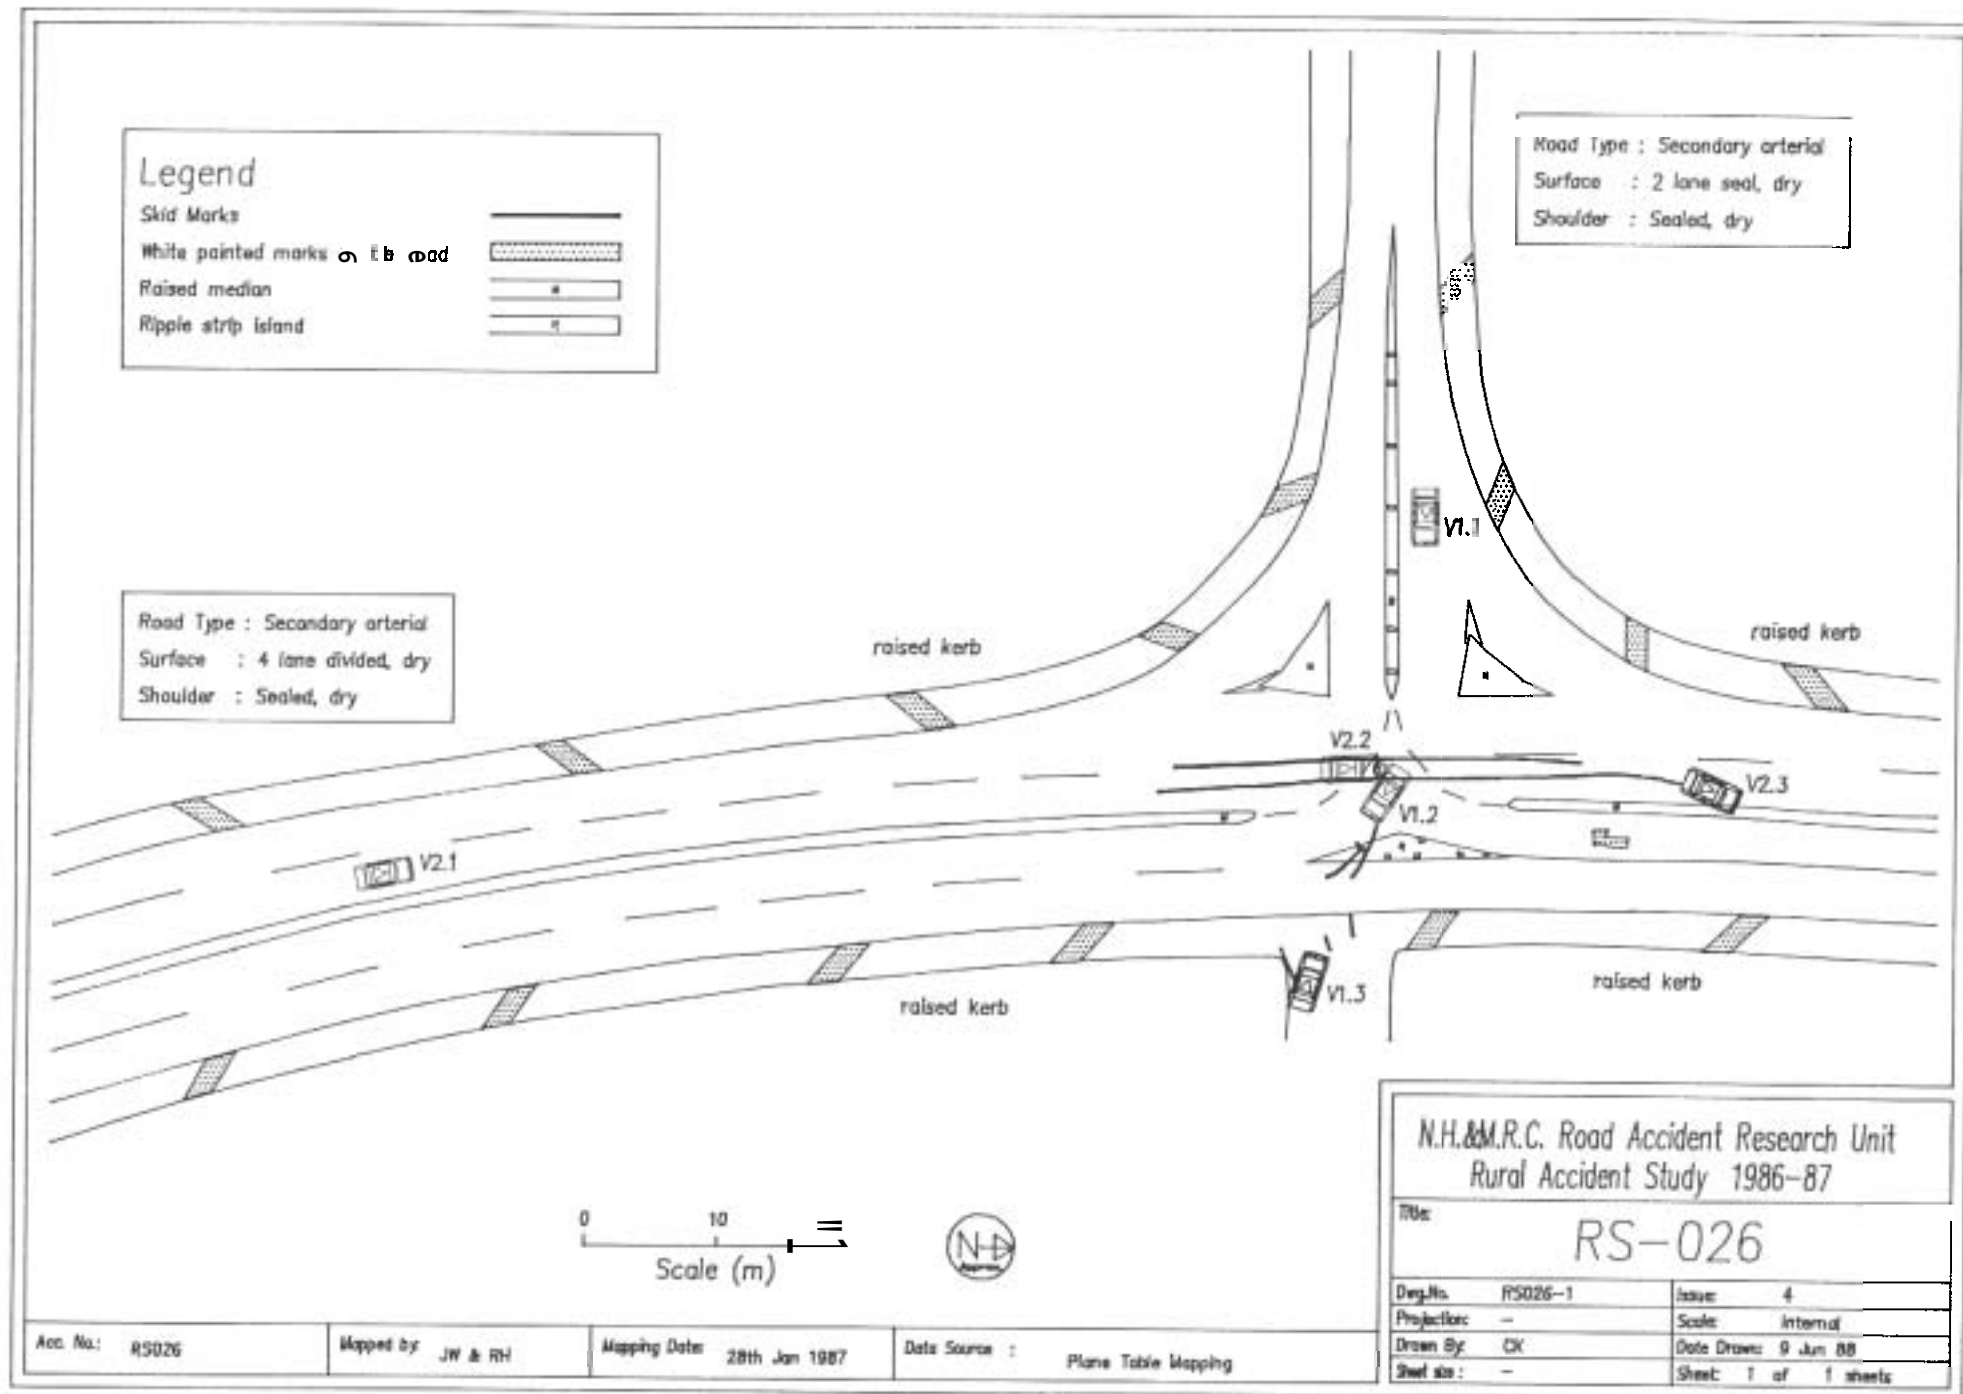 Legend
Skid Marks
White painted marks
Raised median
Ripple strip island
Road Type : Secondary arterial
Surface : 2 lane seal, dry
Shoulder : Sealed, dry
V1.1
Road Type : Secondary arterial
Surface : 4 lane divided, dry
Shoulder : Sealed, dry
raised kerb
raised kerb
V2.2
V2.3
V1.2
V2.1
V1.3
raised kerb
raised kerb
0 10
Scale (m)
N
Approx.
N.H.&M.R.C. Road Accident Research Unit
Rural Accident Study 1986-87
Title:
RS-026
Dwg.No. RS026-1 Issue: 4
Projection: - Scale: Internal
Drawn By: CK Date Drawn: 9 Jun 88
Sheet size : - Sheet: 1 of 1 sheets
Acc. No.: RS026 Mapped by: JW & RH Mapping Date: 28th Jan 1987 Data Source : Plane Table Mapping